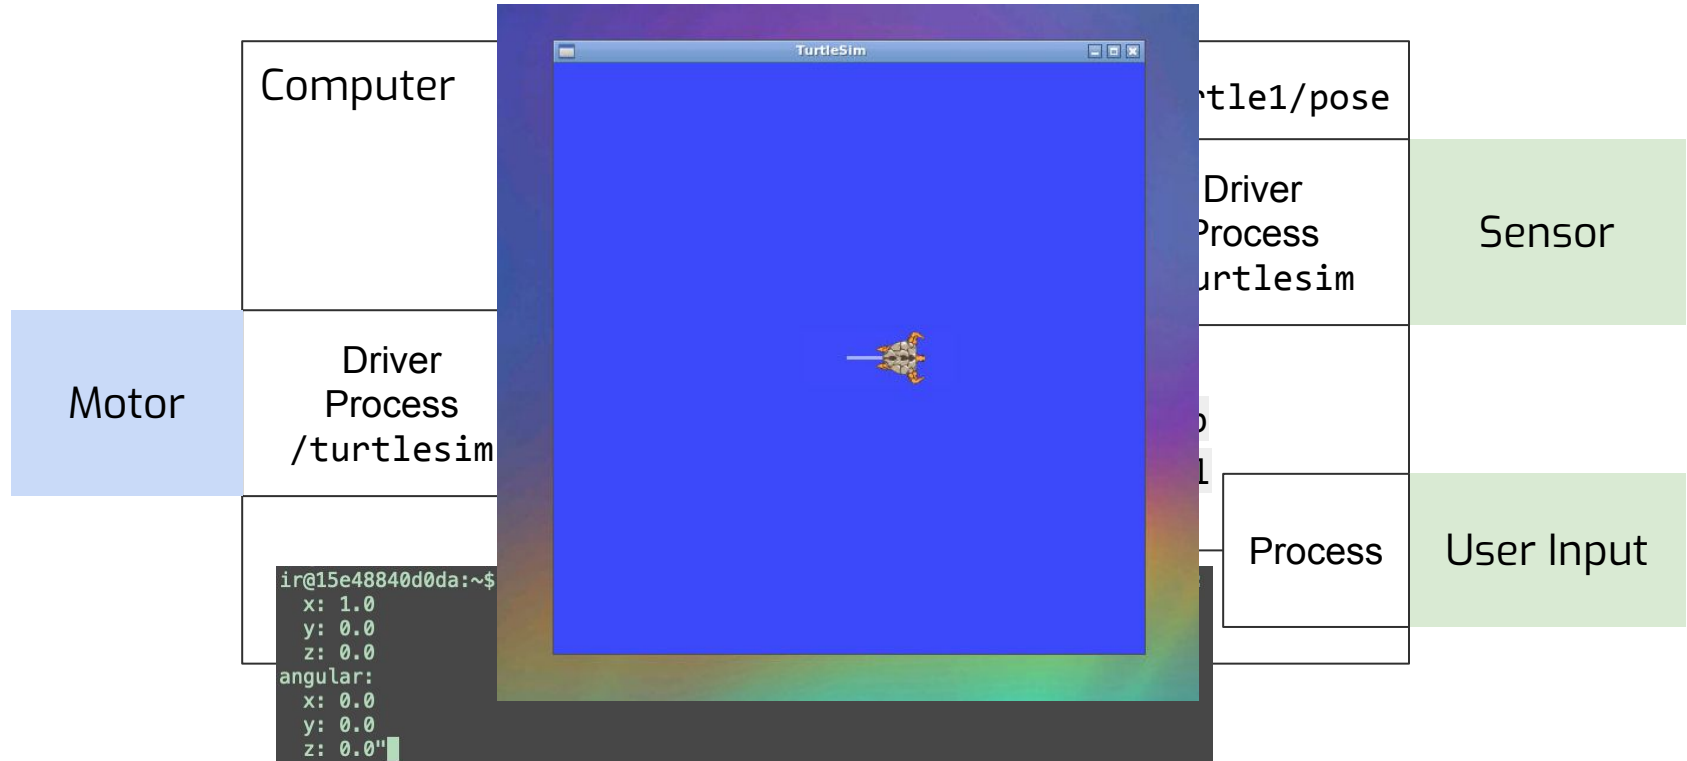 TurtleSim
Computer
rtle1/pose
Driver
Process
urtlesim
Sensor
Driver
Process
/turtlesim
Motor
Process
User Input
ir@15e48840d0da:~$
x: 1.0
y: 0.0
z: 0.0
angular:
x: 0.0
y: 0.0
z: 0.0"